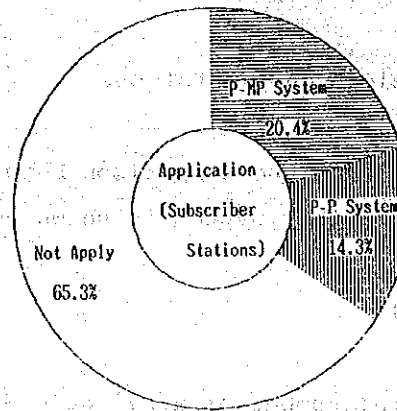 P-MP System
20.4%
Application
(Subscriber
Stations)
P-P System
14.3%
Not Apply
65.3%